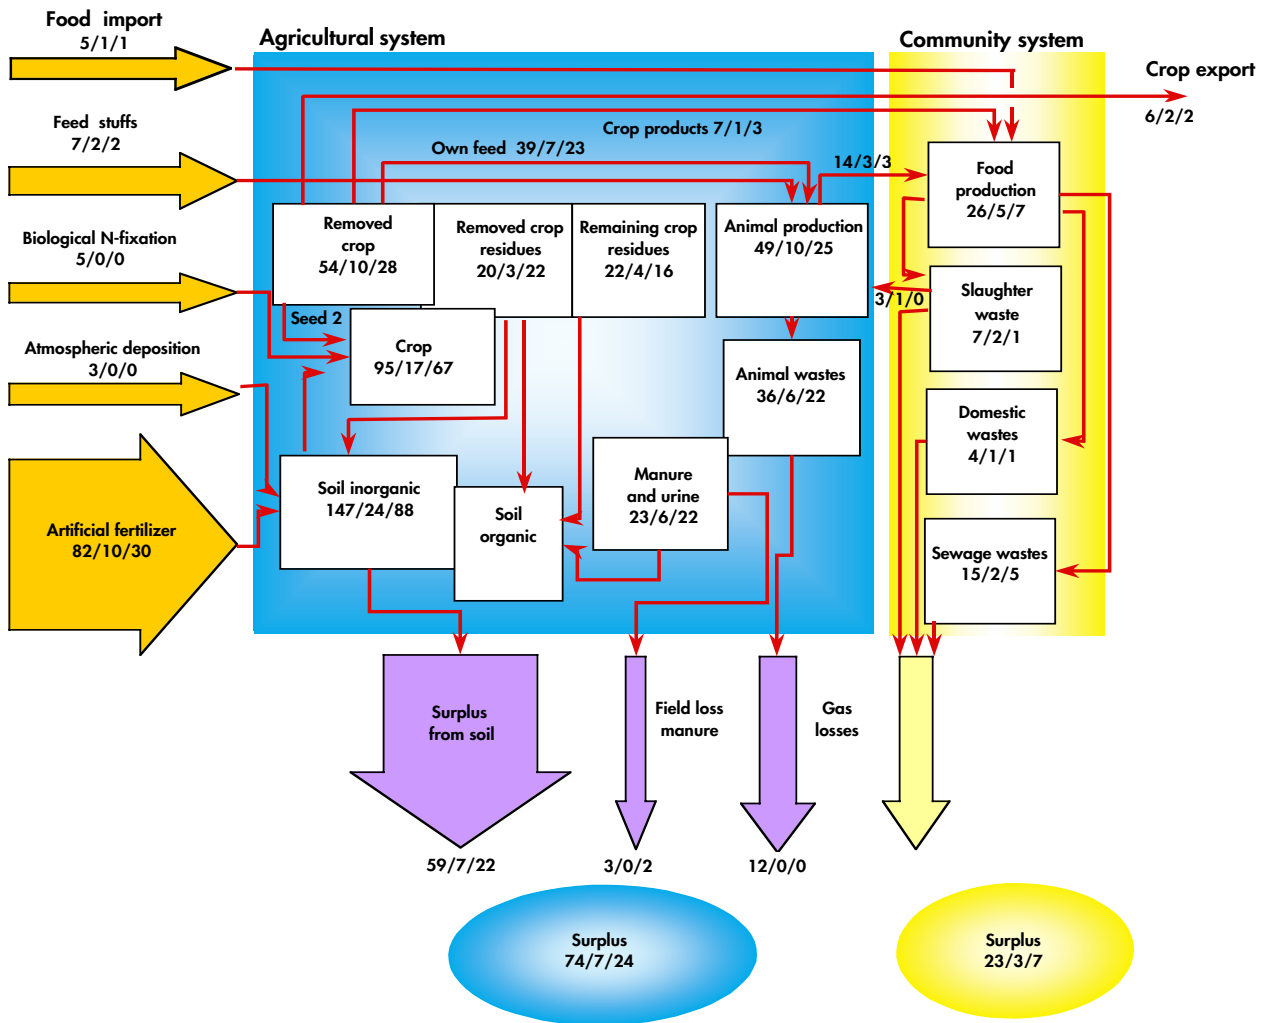 Food import
5/1/1
Agricultural system
Community system
Crop export
6/2/2
Feed stuffs
7/2/2
Crop products 7/1/3
Own feed 39/7/23
14/3/3
Food
production
26/5/7
Biological N-fixation
5/0/0
Removed
crop
54/10/28
Removed crop
residues
20/3/22
Remaining crop
residues
22/4/16
Animal production
49/10/25
3/1/0
Slaughter
waste
7/2/1
Seed 2
Crop
95/17/67
Atmospheric deposition
3/0/0
Animal wastes
36/6/22
Domestic
wastes
4/1/1
Artificial fertilizer
82/10/30
Soil inorganic
147/24/88
Soil
organic
Manure
and urine
23/6/22
Sewage wastes
15/2/5
Surplus
from soil
Field loss
manure
Gas
losses
59/7/22
3/0/2
12/0/0
Surplus
74/7/24
Surplus
23/3/7